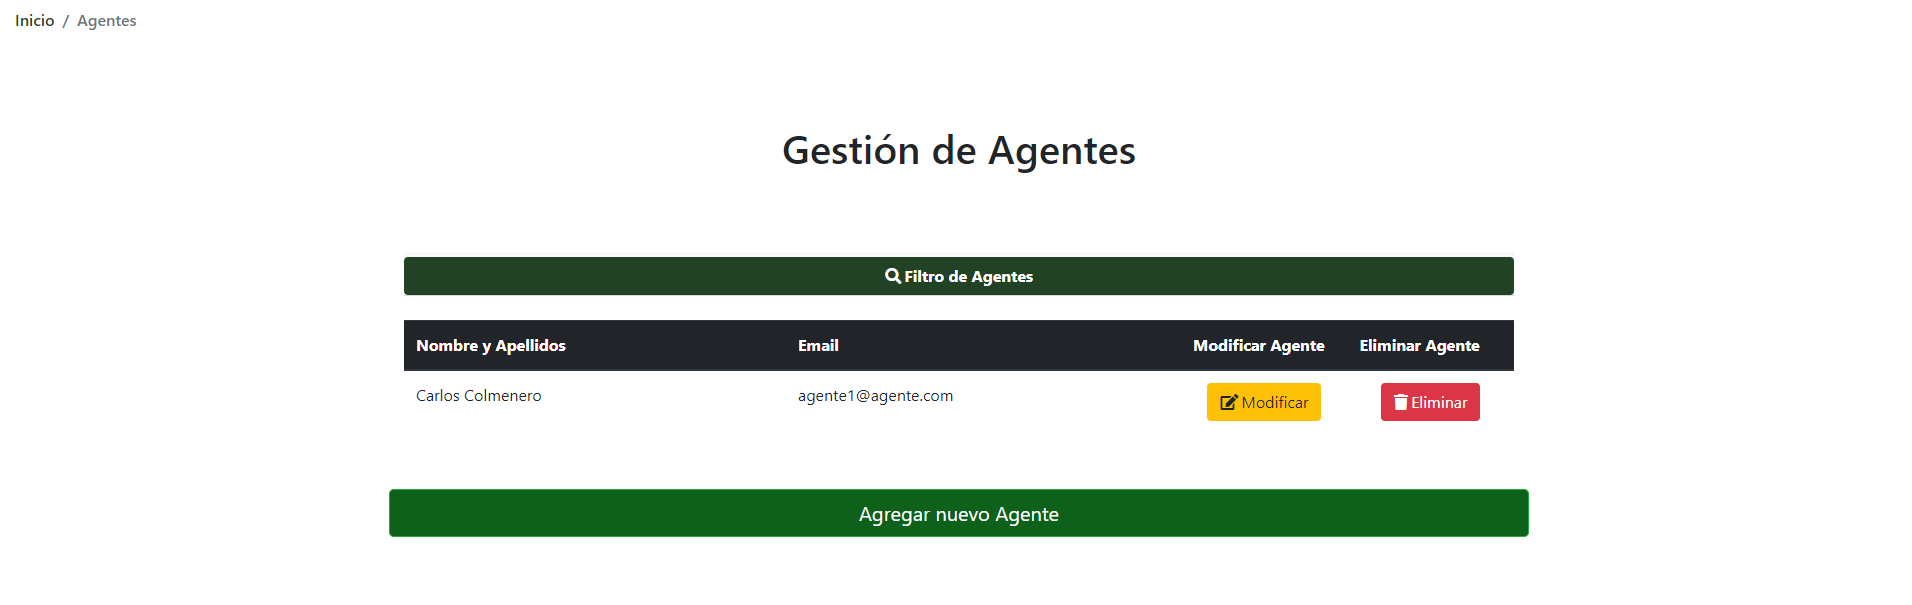 Inicio / Agentes
Gestión de Agentes
Filtro de Agentes
Nombre y Apellidos Email Modificar Agente Eliminar Agente
Carlos Colmenero agente1@agente.com Modificar Eliminar
Agregar nuevo Agente